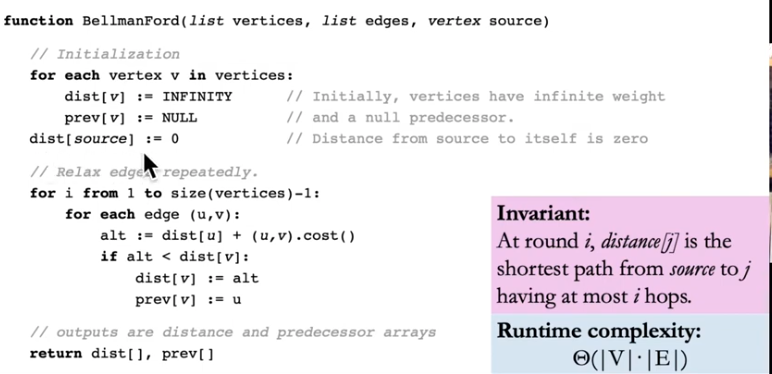 function BellmanFord(list vertices, list edges, vertex source)
// Initialization
for each vertex v in vertices:
dist[v] := INFINITY // Initially, vertices have infinite weight
prev[v] := NULL // and a null predecessor.
dist[source] := 0 // Distance from source to itself is zero
// Relax edges repeatedly.
for i from 1 to size(vertices)-1:
for each edge (u,v):
alt := dist[u] + (u,v).cost()
if alt < dist[v]:
dist[v] := alt
prev[v] := u
// outputs are distance and predecessor arrays
return dist[], prev[]
Invariant:
At round i, distance[j] is the
shortest path from source to j
having at most i hops.
Runtime complexity:
Θ(|V|·|E|)